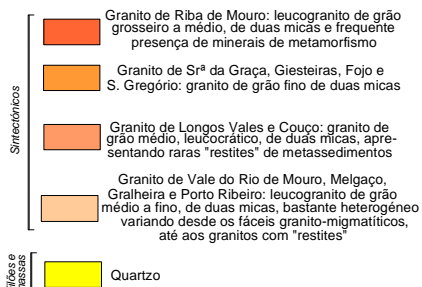 Granito de Riba de Mouro: leucogranito de grão
grosseiro a médio, de duas micas e frequente
presença de minerais de metamorfismo
Granito de Srª da Graça, Giesteiras, Fojo e
S. Gregório: granito de grão fino de duas micas
Sintectónicos
Granito de Longos Vales e Couço: granito de
grão médio, leucocrático, de duas micas, apre-
sentando raras "restites" de metassedimentos
Granito de Vale do Rio de Mouro, Melgaço,
Gralheira e Porto Ribeiro: leucogranito de grão
médio a fino, de duas micas, bastante heterogéneo
variando desde os fáceis granito-migmatíticos,
até aos granitos com "restites"
Filões e
massas
Quartzo